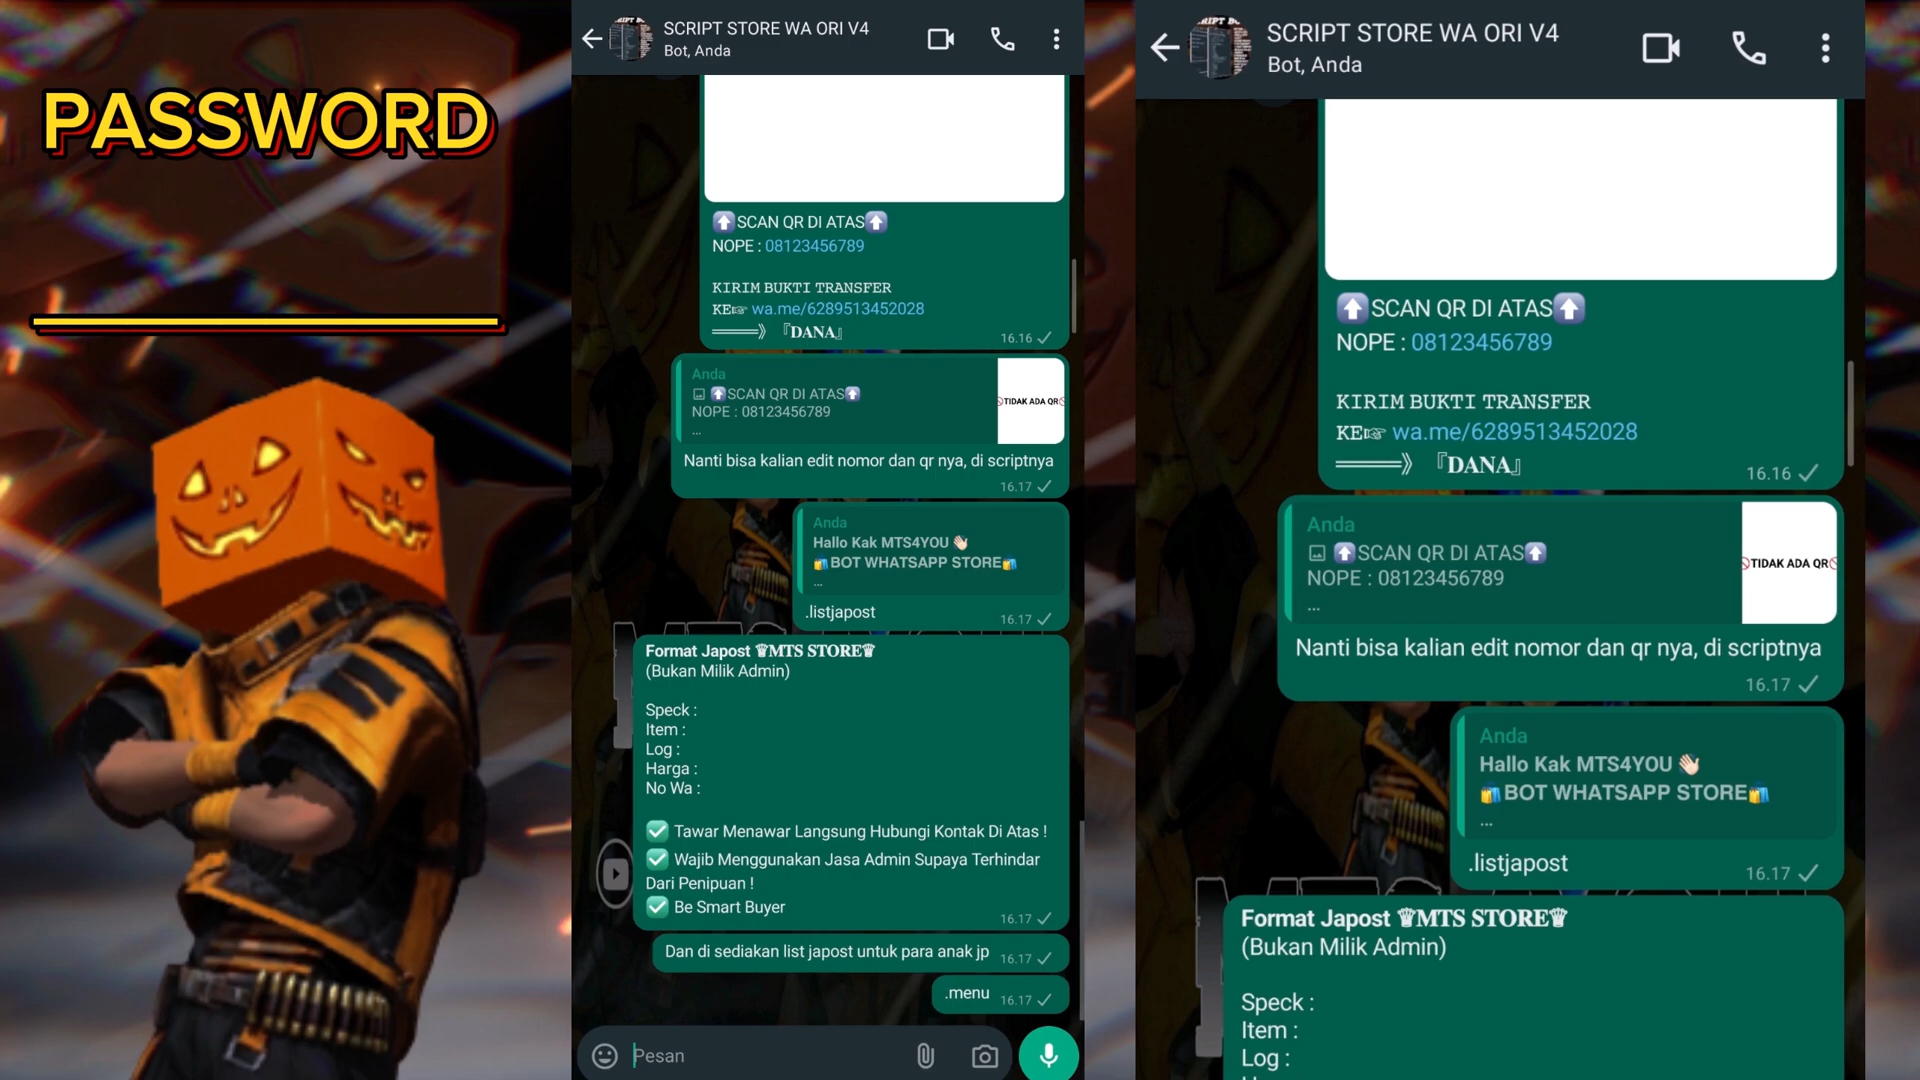 PASSWORD
SCRIPT STORE WA ORI V4
Bot, Anda
⬆️SCAN QR DI ATAS⬆️
NOPE : 08123456789
𝙺𝙸𝚁𝙸𝙼 𝙱𝚄𝙺𝚃𝙸 𝚃𝚁𝙰𝙽𝚂𝙵𝙴𝚁
𝙺𝙴☞ wa.me/6289513452028
════》『𝐃𝐀𝐍𝐀』
16.16
Anda
⬆️SCAN QR DI ATAS⬆️
NOPE : 08123456789
...
🚫TIDAK ADA QR🚫
Nanti bisa kalian edit nomor dan qr nya, di scriptnya
16.17
Anda
Hallo Kak MTS4YOU 👋🏻
🛍️BOT WHATSAPP STORE🛍️
...
.listjapost
16.17
Format Japost ♕𝐌𝐓𝐒 𝐒𝐓𝐎𝐑𝐄♕
(Bukan Milik Admin)
Speck :
Item :
Log :
Harga :
No Wa :
✅ Tawar Menawar Langsung Hubungi Kontak Di Atas !
✅ Wajib Menggunakan Jasa Admin Supaya Terhindar
Dari Penipuan !
✅ Be Smart Buyer
16.17
Dan di sediakan list japost untuk para anak jp
16.17
.menu
16.17
Pesan
SCRIPT STORE WA ORI V4
Bot, Anda
⬆️SCAN QR DI ATAS⬆️
NOPE : 08123456789
𝙺𝙸𝚁𝙸𝙼 𝙱𝚄𝙺𝚃𝙸 𝚃𝚁𝙰𝙽𝚂𝙵𝙴𝚁
𝙺𝙴☞ wa.me/6289513452028
════》『𝐃𝐀𝐍𝐀』
16.16
Anda
⬆️SCAN QR DI ATAS⬆️
NOPE : 08123456789
...
🚫TIDAK ADA QR🚫
Nanti bisa kalian edit nomor dan qr nya, di scriptnya
16.17
Anda
Hallo Kak MTS4YOU 👋🏻
🛍️BOT WHATSAPP STORE🛍️
...
.listjapost
16.17
Format Japost ♕𝐌𝐓𝐒 𝐒𝐓𝐎𝐑𝐄♕
(Bukan Milik Admin)
Speck :
Item :
Log :